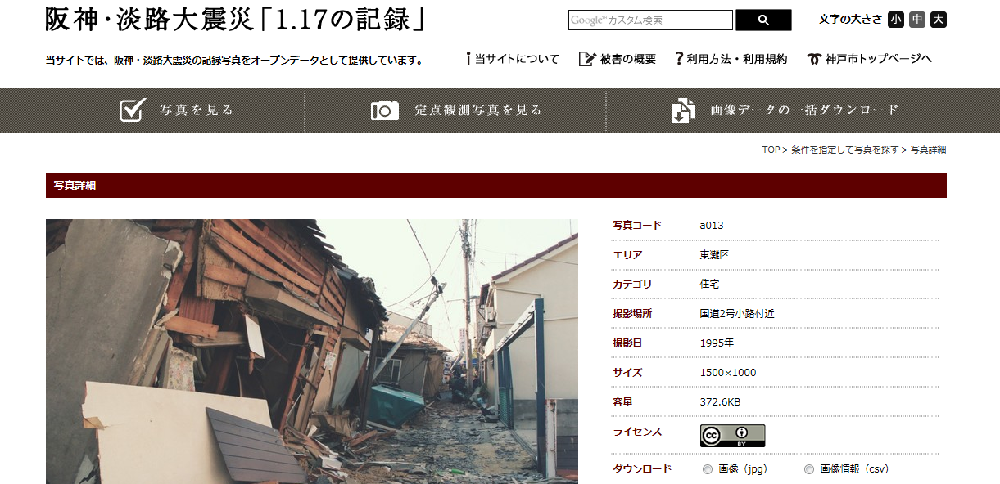 阪神・淡路大震災「1.17の記録」
Google™ カスタム検索
文字の大きさ 小 中 大
当サイトでは、阪神・淡路大震災の記録写真をオープンデータとして提供しています。
当サイトについて 被害の概要 ?利用方法・利用規約 神戸市トップページへ
写真を見る 定点観測写真を見る 画像データの一括ダウンロード
TOP > 条件を指定して写真を探す > 写真詳細
写真詳細
写真コード a013
エリア 東灘区
カテゴリ 住宅
撮影場所 国道2号小路付近
撮影日 1995年
サイズ 1500×1000
容量 372.6KB
ライセンス cc BY
ダウンロード 画像（jpg） 画像情報（csv）